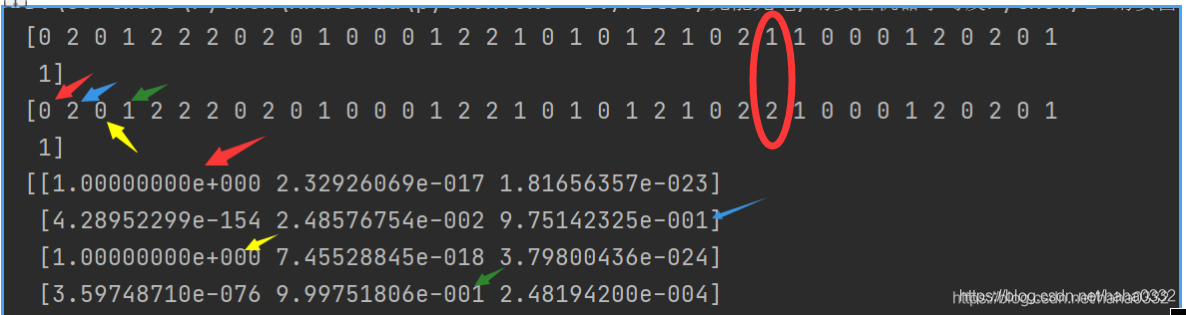 [0 2 0 1 2 2 2 0 2 0 1 0 0 0 1 2 2 1 0 1 0 1 2 1 0 2 1 1 0 0 0 1 2 0 2 0 1
1]
[0 2 0 1 2 2 2 0 2 0 1 0 0 0 1 2 2 1 0 1 0 1 2 1 0 2 2 1 0 0 0 1 2 0 2 0 1
1]
[[1.00000000e+000 2.32926069e-017 1.81656357e-023]
[4.28952299e-154 2.48576754e-002 9.75142325e-001]
[1.00000000e+000 7.45528845e-018 3.79800436e-024]
[3.59748710e-076 9.99751806e-001 2.48194200e-004]
https://blog.csdn.net/haha0332